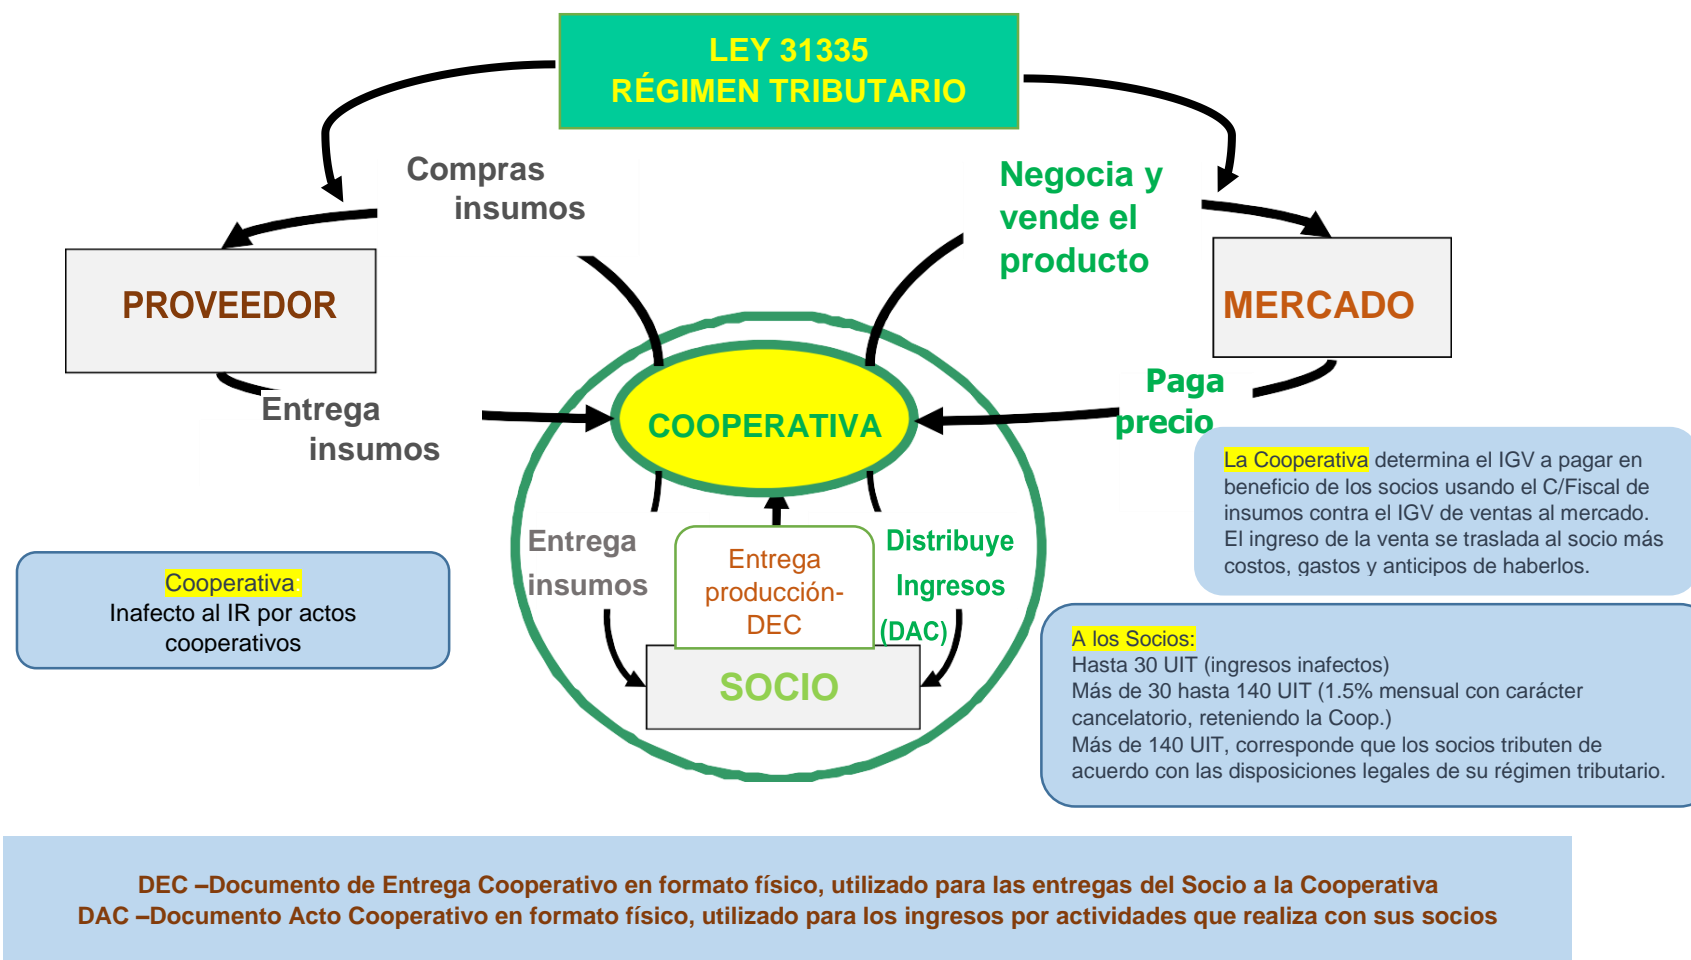 LEY 31335
RÉGIMEN TRIBUTARIO
Compras
insumos
Negocia y
vende el
producto
PROVEEDOR
MERCADO
Entrega
insumos
COOPERATIVA
Paga
precio
La Cooperativa determina el IGV a pagar en
beneficio de los socios usando el C/Fiscal de
insumos contra el IGV de ventas al mercado.
El ingreso de la venta se traslada al socio más
costos, gastos y anticipos de haberlos.
Cooperativa:
Inafecto al IR por actos
cooperativos
Entrega
insumos
Entrega
producción-
DEC
Distribuye
Ingresos
(DAC)
SOCIO
A los Socios:
Hasta 30 UIT (ingresos inafectos)
Más de 30 hasta 140 UIT (1.5% mensual con carácter
cancelatorio, reteniendo la Coop.)
Más de 140 UIT, corresponde que los socios tributen de
acuerdo con las disposiciones legales de su régimen tributario.
DEC –Documento de Entrega Cooperativo en formato físico, utilizado para las entregas del Socio a la Cooperativa
DAC –Documento Acto Cooperativo en formato físico, utilizado para los ingresos por actividades que realiza con sus socios